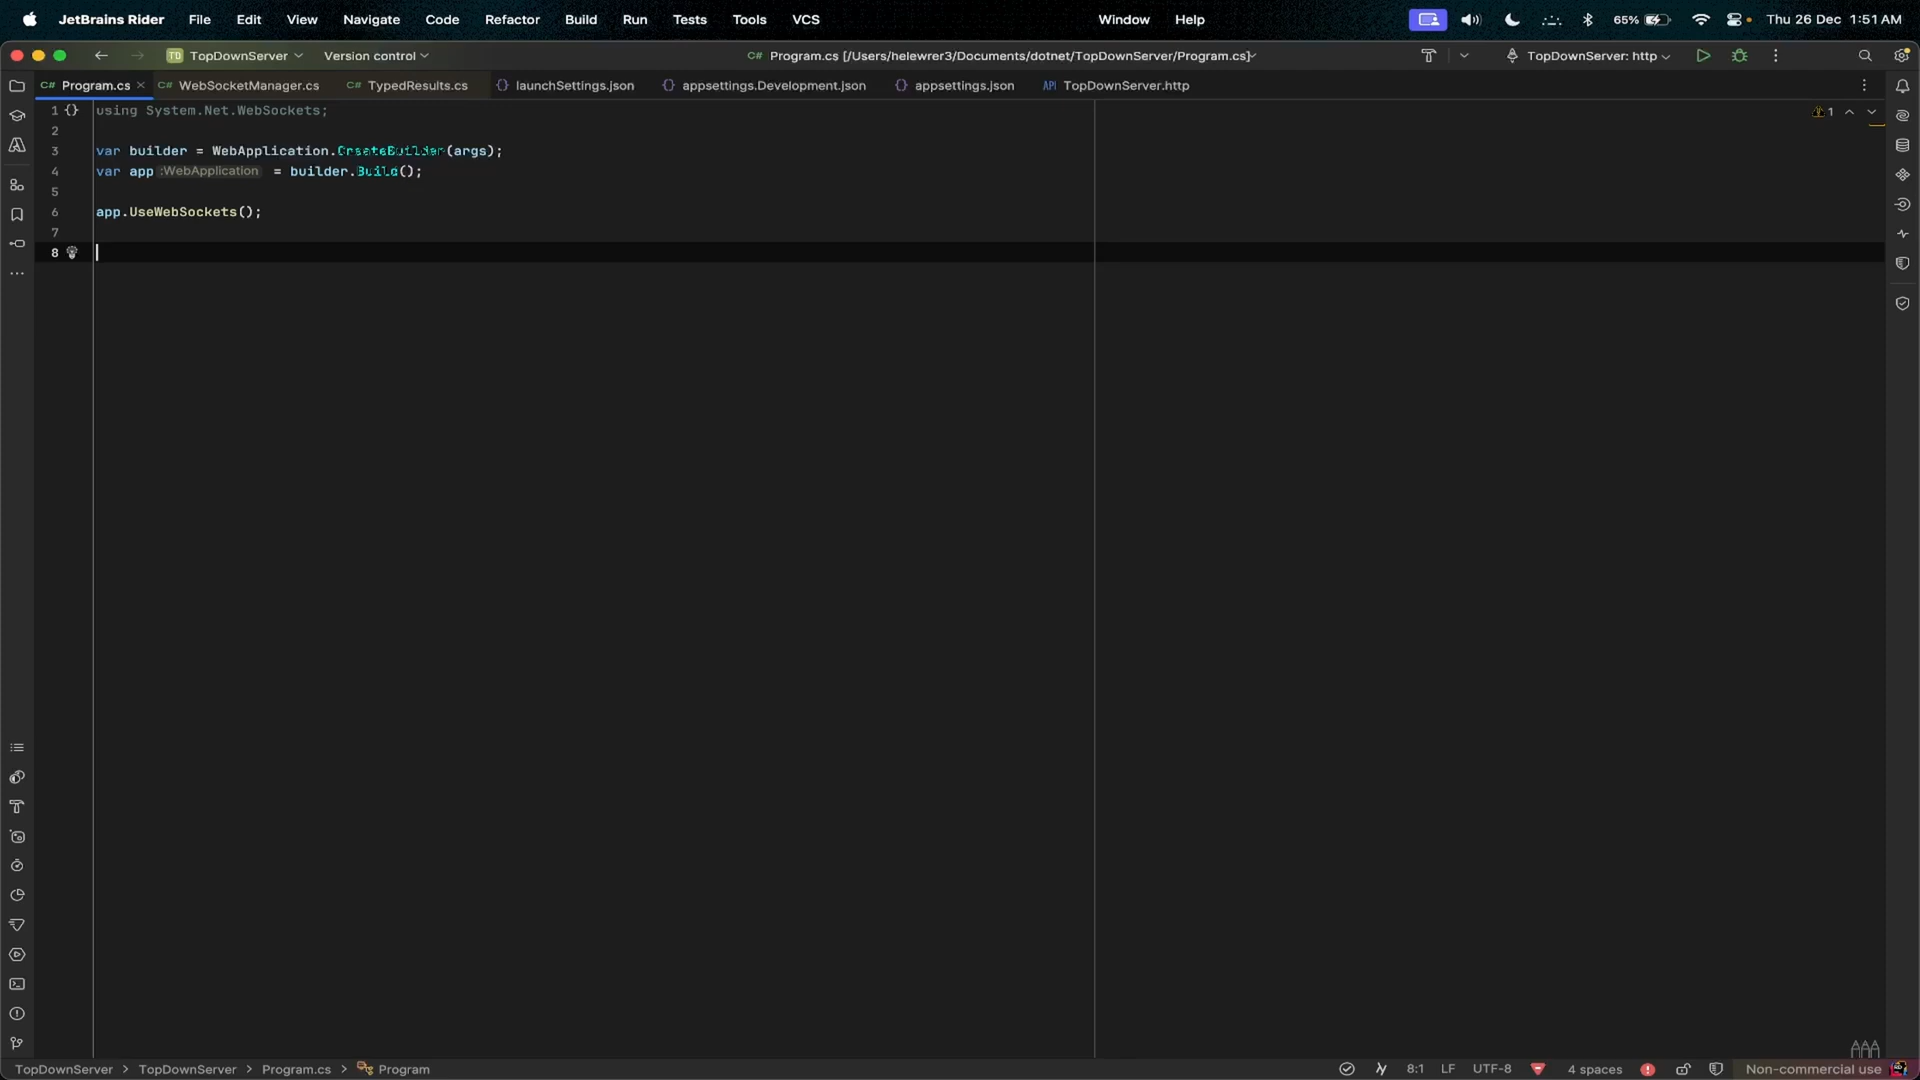 JetBrains Rider File Edit View Navigate Code Refactor Build Run Tests Tools VCS Window Help 65% Thu 26 Dec 1:51 AM
TD TopDownServer Version control C# Program.cs [/Users/helewrer3/Documents/dotnet/TopDownServer/Program.cs] TopDownServer: http
C# Program.cs C# WebSocketManager.cs C# TypedResults.cs {} launchSettings.json {} appsettings.Development.json {} appsettings.json API TopDownServer.http
1 {} using System.Net.WebSockets; 1
2
3 var builder = WebApplication.CreateBuilder(args);
4 var app :WebApplication = builder.Build();
5
6 app.UseWebSockets();
7
8
TopDownServer > TopDownServer > Program.cs > Program 8:1 LF UTF-8 4 spaces Non-commercial use